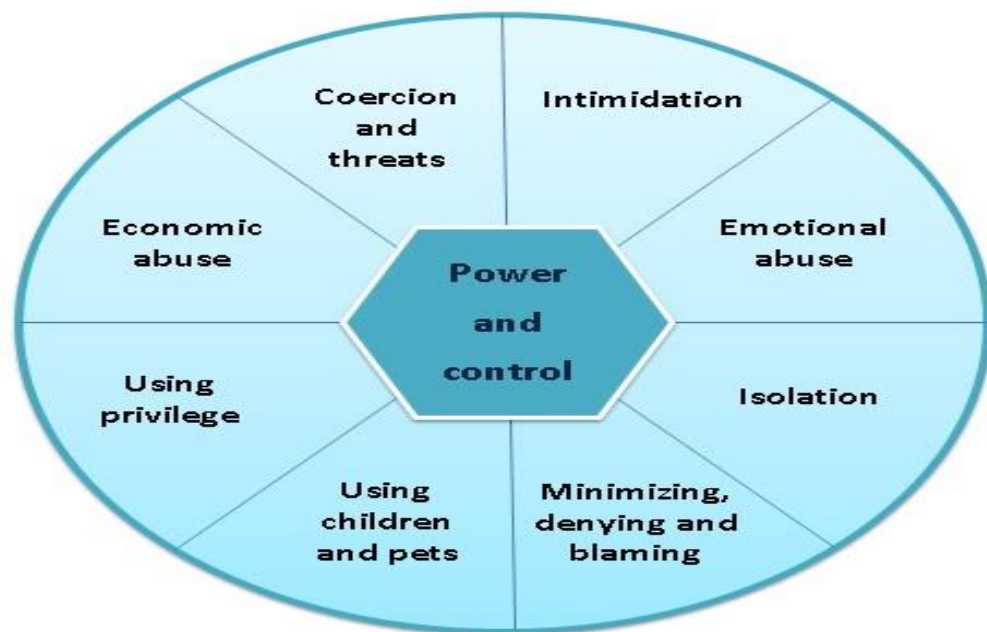 Coercion
and
threats
Intimidation
Emotional
abuse
Isolation
Minimizing,
denying and
blaming
Using
children
and pets
Using
privilege
Economic
abuse
Power
and
control